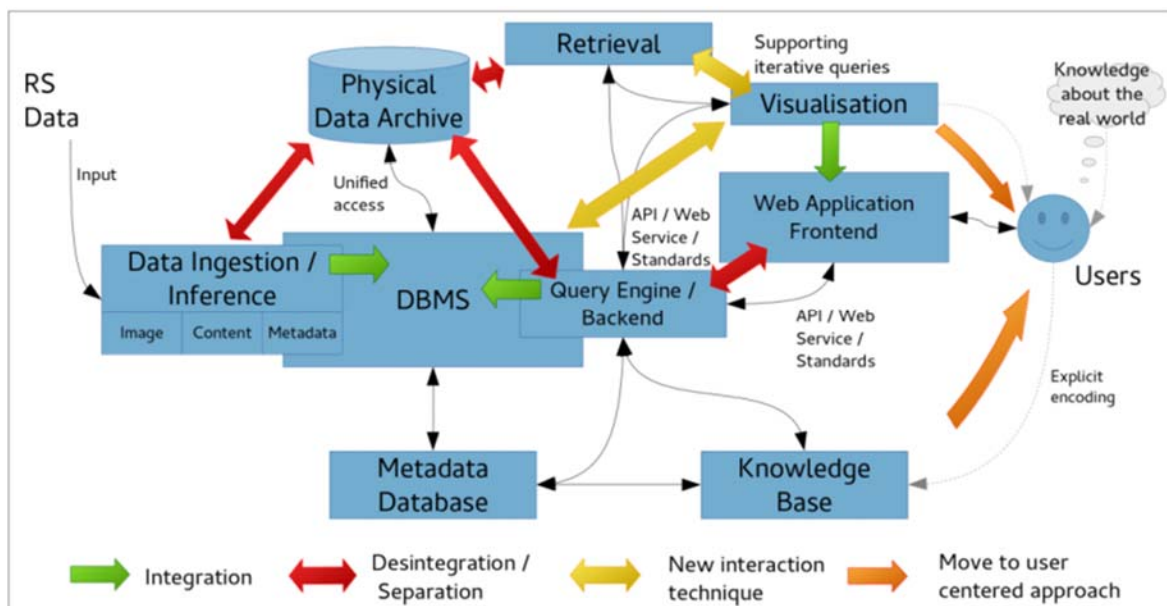 RS
Data
Input
Physical
Data Archive
Retrieval
Supporting
iterative queries
Visualisation
Knowledge
about the
real world
Unified
access
API / Web
Service /
Standards
Web Application
Frontend
Users
Data Ingestion /
Inference
Image
Content
Metadata
DBMS
Query Engine /
Backend
API / Web
Service /
Standards
Explicit
encoding
Metadata
Database
Knowledge
Base
Integration
Desintegration /
Separation
New interaction
technique
Move to user
centered approach